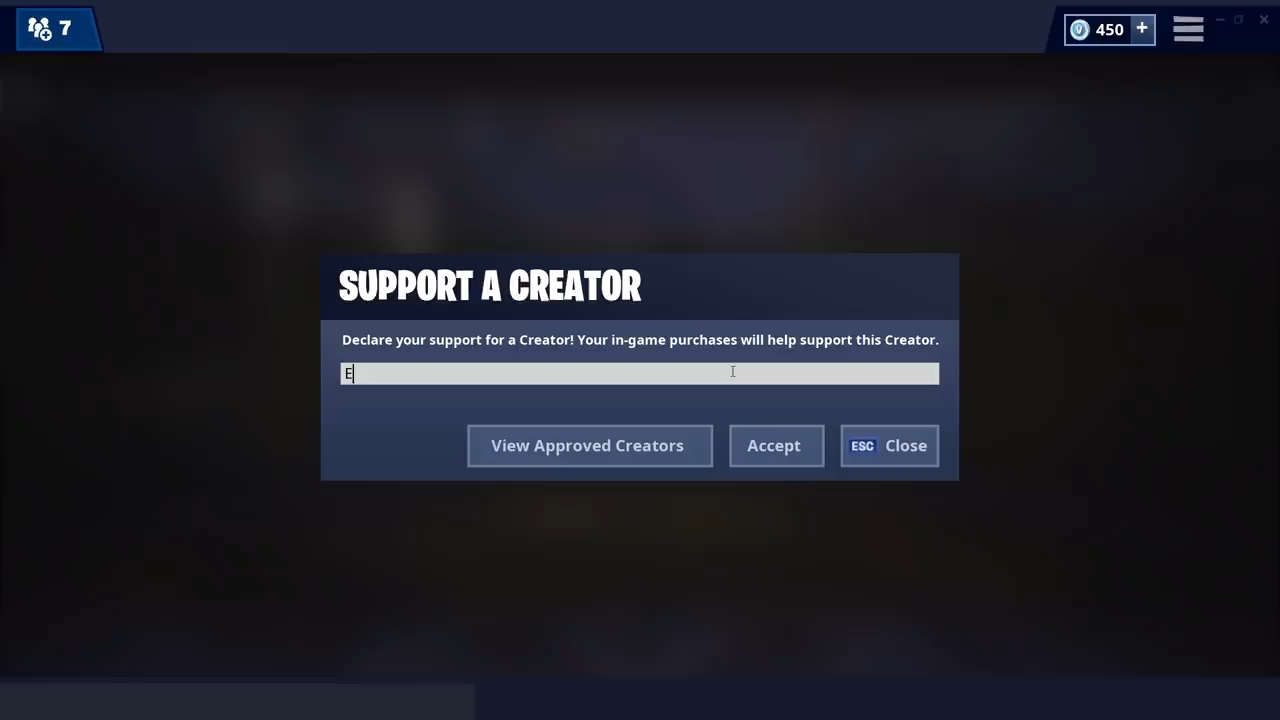 7
450 +
SUPPORT A CREATOR
Declare your support for a Creator! Your in-game purchases will help support this Creator.
E
View Approved Creators
Accept
ESC Close